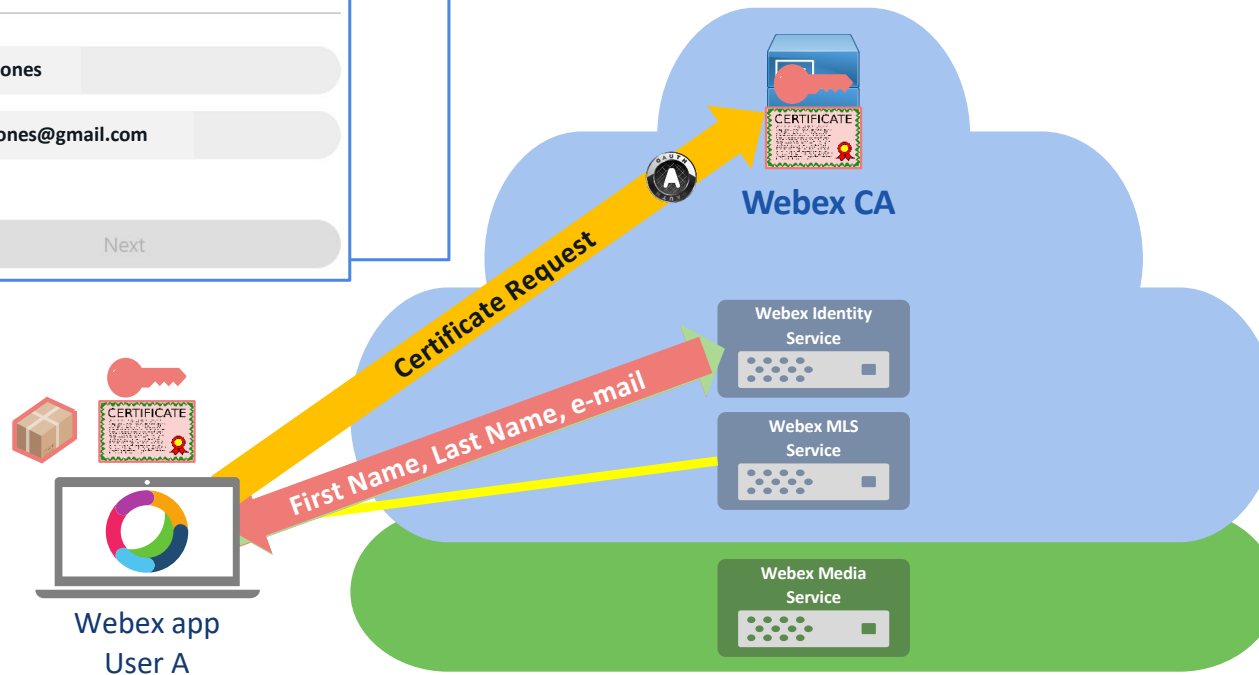 ones
ones@gmail.com
Next
CERTIFICATE
Webex CA
Certificate Request
Webex Identity
Service
First Name, Last Name, e-mail
Webex MLS
Service
CERTIFICATE
Webex Media
Service
Webex app
User A